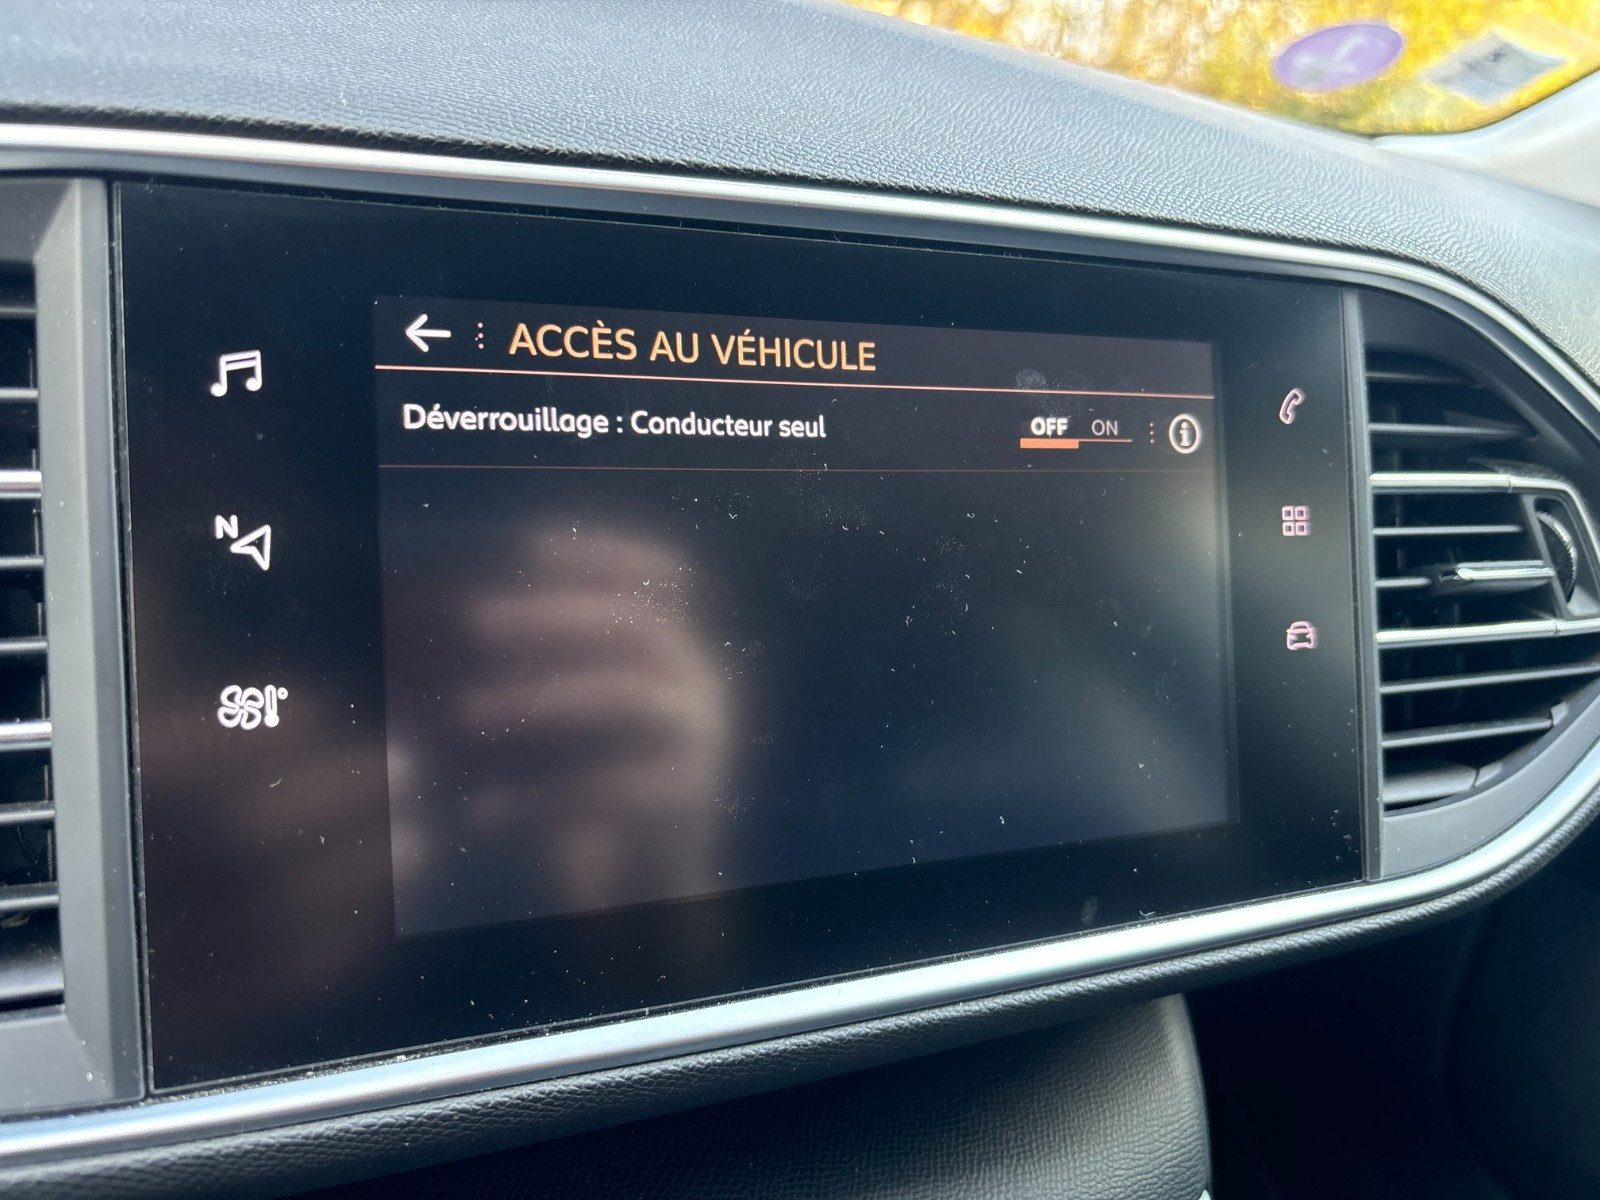 ACCÈS AU VÉHICULE
Déverrouillage : Conducteur seul OFF ON
N